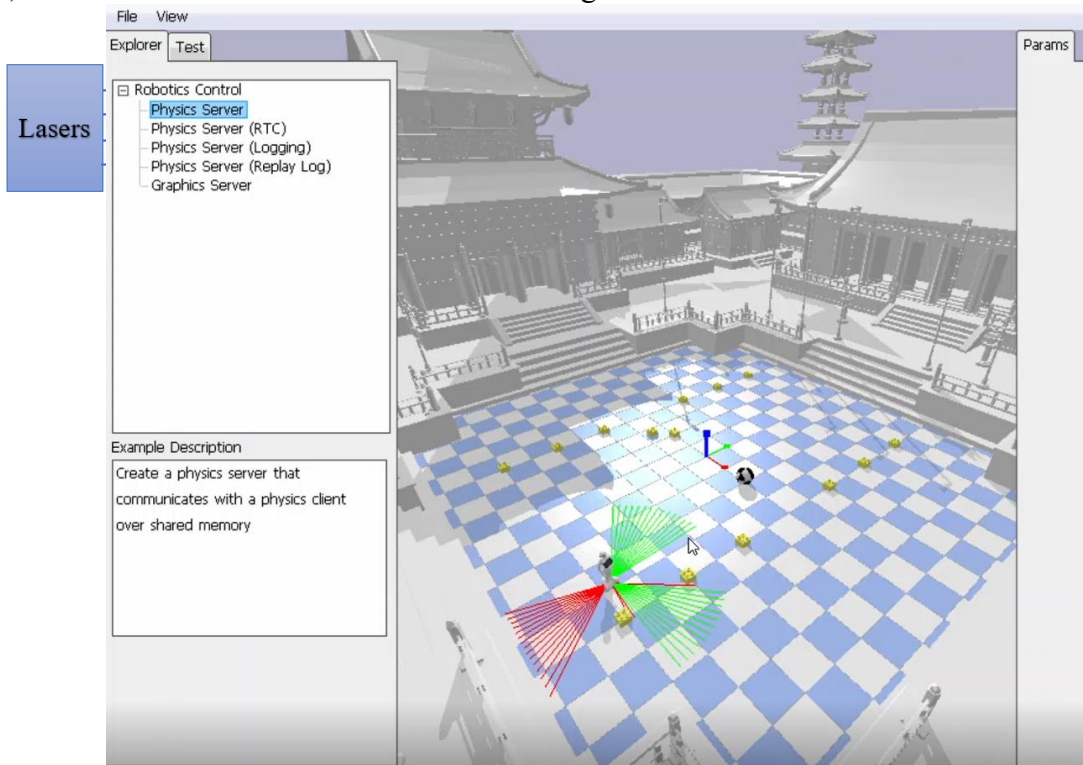 File View
Explorer Test
Params
Lasers
Robotics Control
Physics Server
Physics Server (RTC)
Physics Server (Logging)
Physics Server (Replay Log)
Graphics Server
Example Description
Create a physics server that
communicates with a physics client
over shared memory